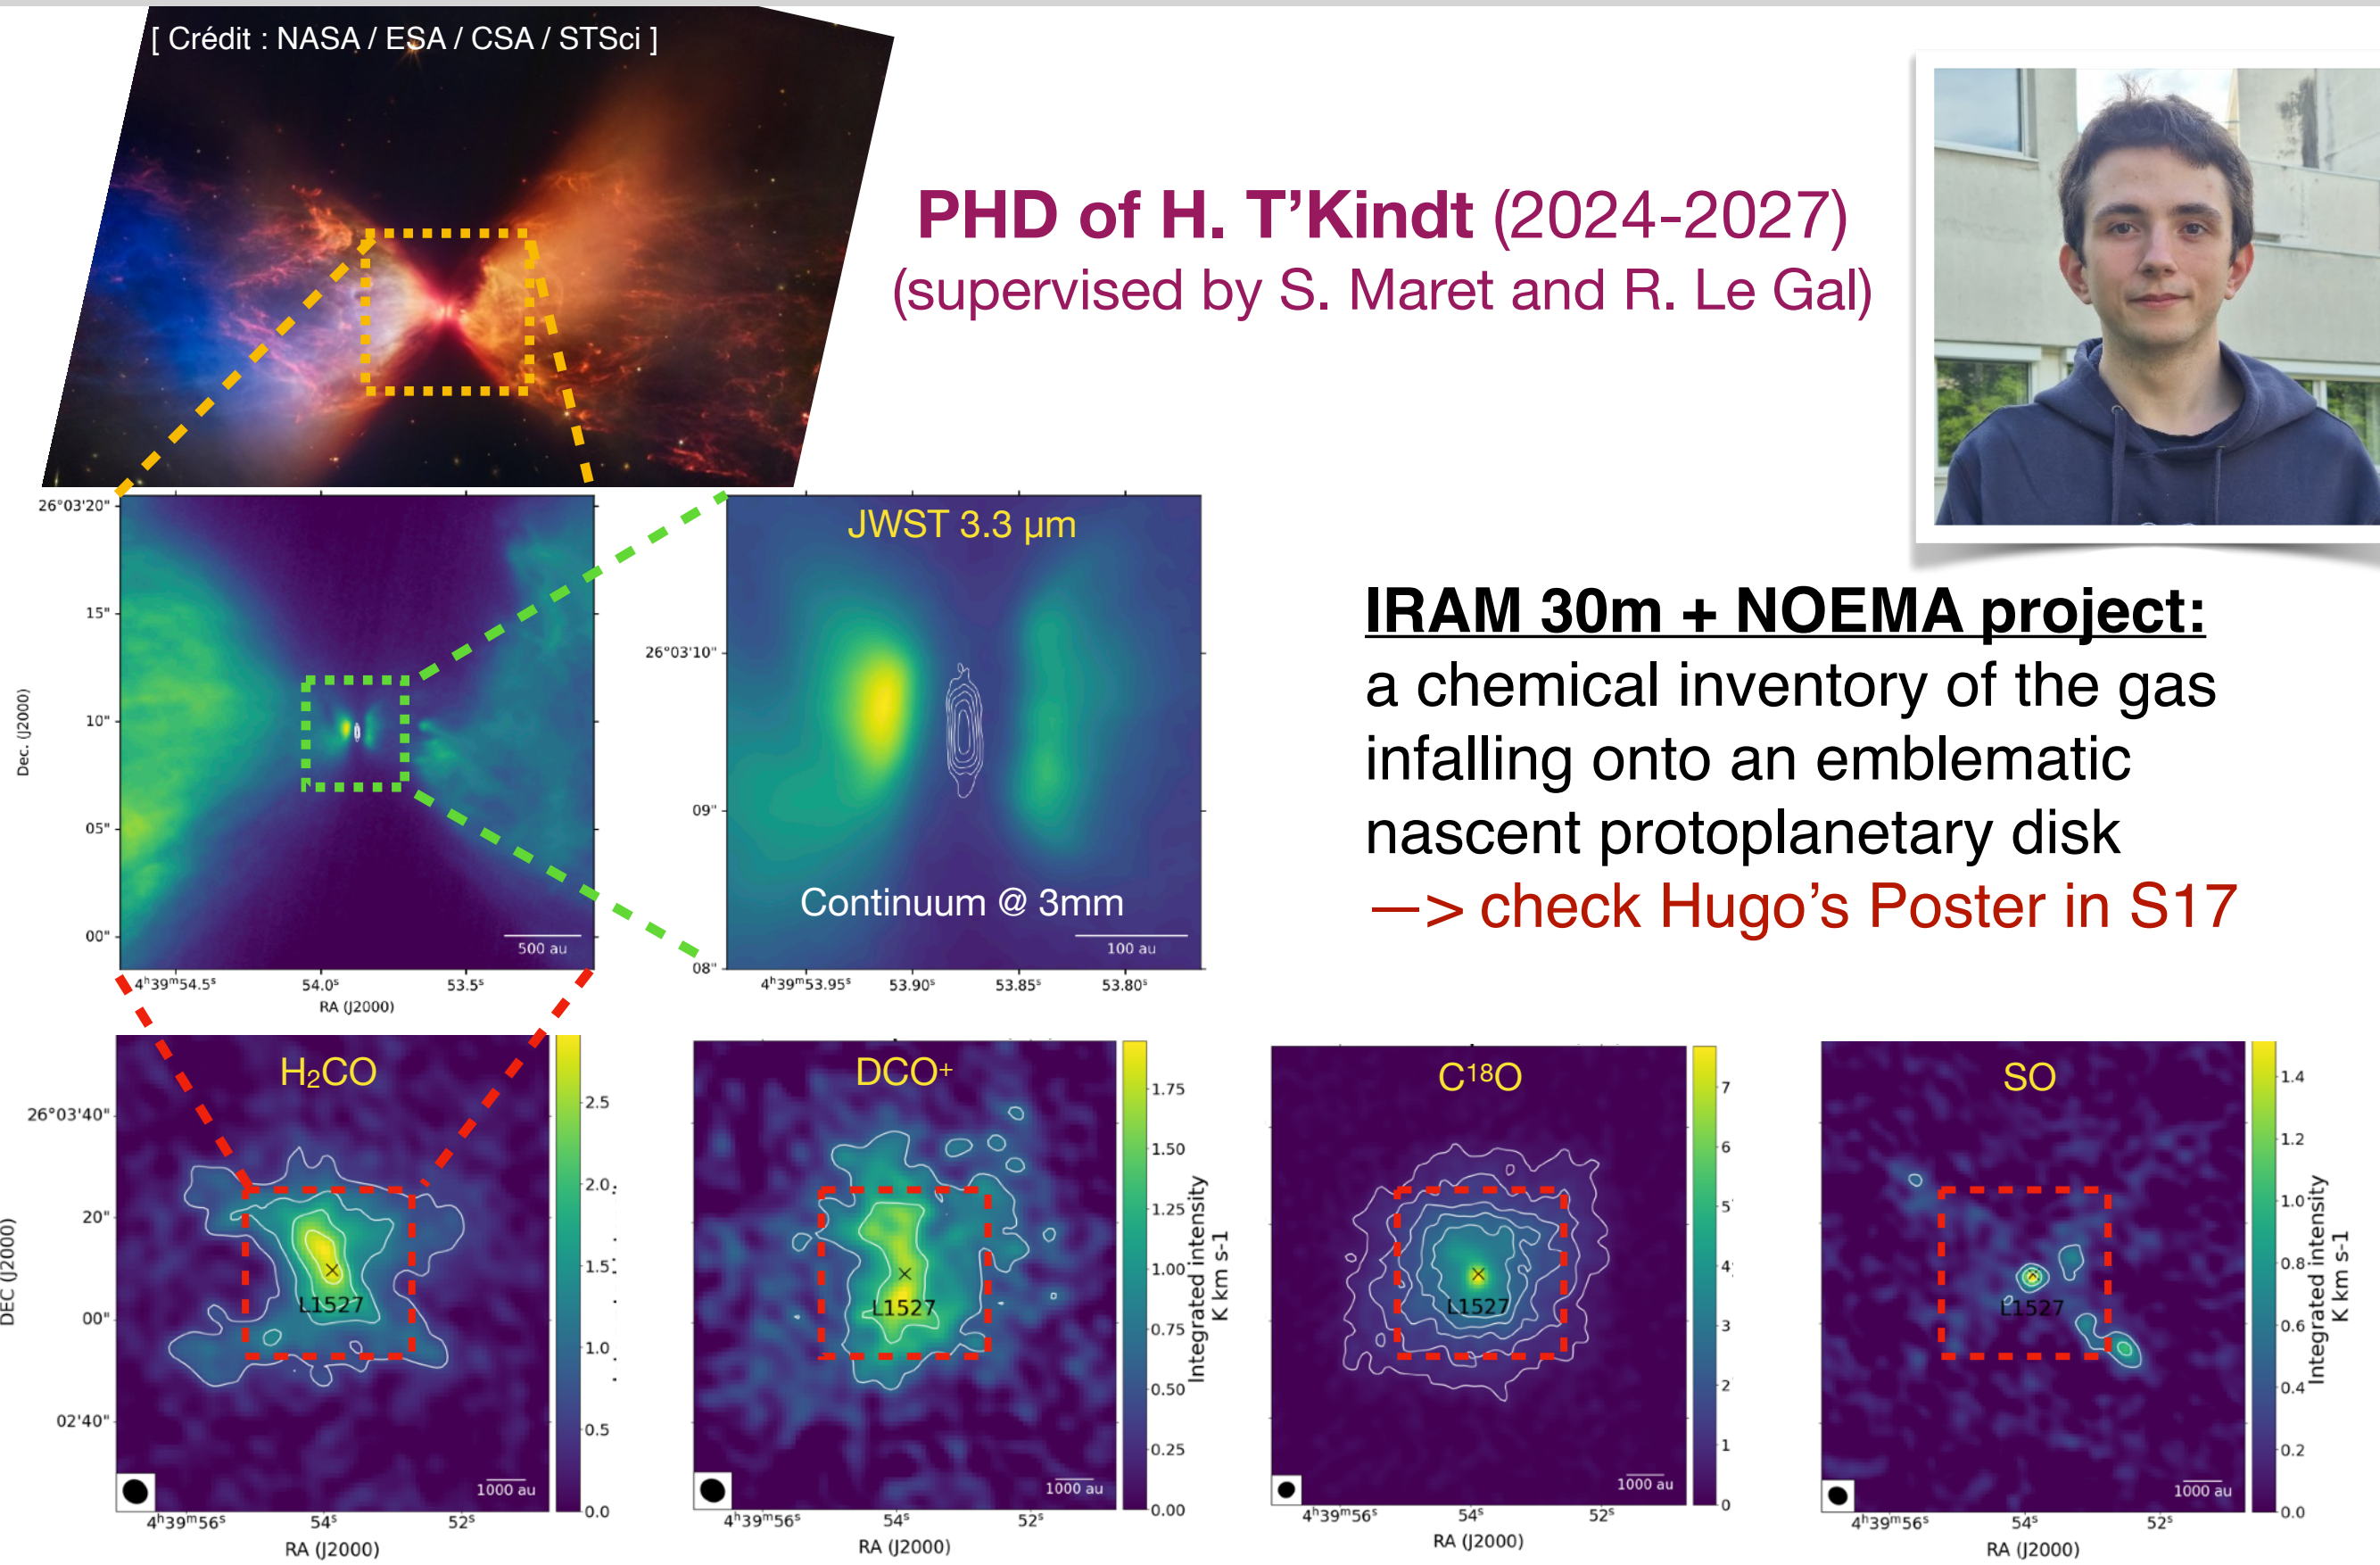 [ Crédit : NASA / ESA / CSA / STSci ]
PHD of H. T’Kindt (2024-2027)
(supervised by S. Maret and R. Le Gal)
26°03'20"
15"
10"
05"
00"
Dec. (J2000)
500 au
4ʰ39ᵐ54.5ˢ
54.0ˢ
53.5ˢ
RA (J2000)
JWST 3.3 µm
26°03'10"
09"
08"
Continuum @ 3mm
100 au
4ʰ39ᵐ53.95ˢ
53.90ˢ
53.85ˢ
53.80ˢ
IRAM 30m + NOEMA project:
a chemical inventory of the gas
infalling onto an emblematic
nascent protoplanetary disk
—> check Hugo’s Poster in S17
H₂CO
26°03'40"
20"
00"
02'40"
DEC (J2000)
L1527
1000 au
4ʰ39ᵐ56ˢ
54ˢ
52ˢ
RA (J2000)
2.5
2.0
1.5
1.0
0.5
0.0
DCO⁺
L1527
1000 au
4ʰ39ᵐ56ˢ
54ˢ
52ˢ
RA (J2000)
1.75
1.50
1.25
1.00
0.75
0.50
0.25
0.00
Integrated intensity
K km s-1
C¹⁸O
L1527
1000 au
4ʰ39ᵐ56ˢ
54ˢ
52ˢ
RA (J2000)
7
6
5
4
3
2
1
0
SO
L1527
1000 au
4ʰ39ᵐ56ˢ
54ˢ
52ˢ
RA (J2000)
1.4
1.2
1.0
0.8
0.6
0.4
0.2
0.0
Integrated intensity
K km s-1